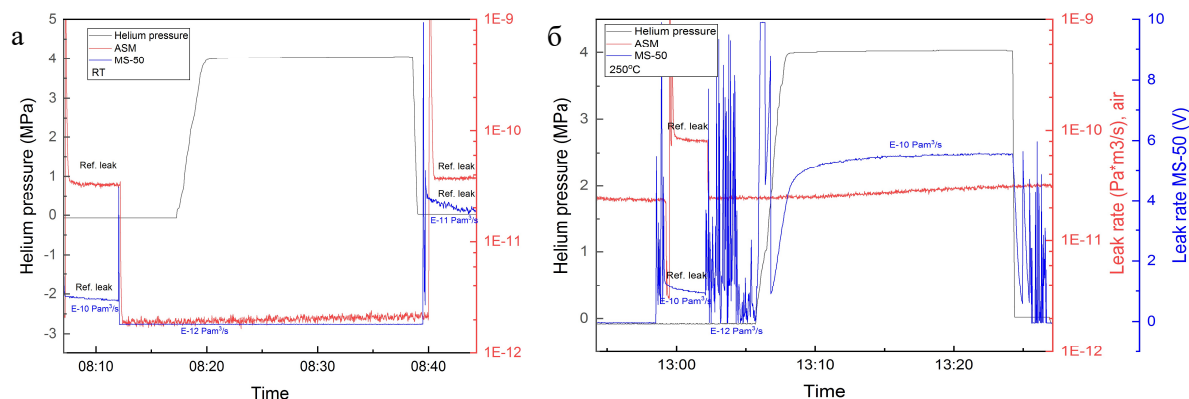 а
Helium pressure (MPa)
5
4
3
2
1
0
-1
-2
-3
Helium pressure
ASM
MS-50
RT
Ref. leak
Ref. leak
E-10 Pam³/s
E-12 Pam³/s
Ref. leak
Ref. leak
E-11 Pam³/s
1E-9
1E-10
1E-11
1E-12
08:10
08:20
08:30
08:40
Time
б
Helium pressure (MPa)
4
2
0
Helium pressure
ASM
MS-50
250°C
Ref. leak
Ref. leak
E-10 Pam³/s
E-12 Pam³/s
E-10 Pam³/s
1E-9
1E-10
1E-11
1E-12
Leak rate (Pa*m3/s), air
10
8
6
4
2
0
Leak rate MS-50 (V)
13:00
13:10
13:20
Time